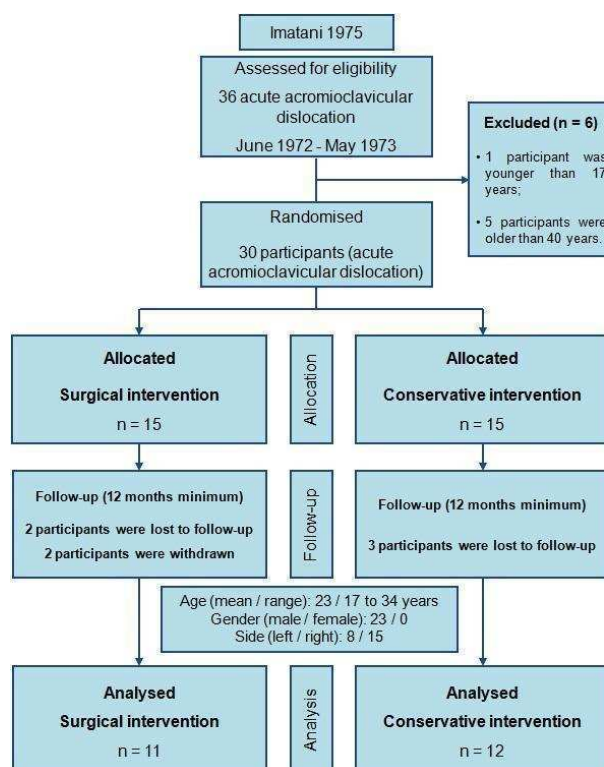 Imatani 1975
Assessed for eligibility
36 acute acromioclavicular
dislocation
June 1972 - May 1973
Excluded (n = 6)
• 1 participant was
younger than 17
years;
• 5 participants were
older than 40 years.
Randomised
30 participants (acute
acromioclavicular dislocation)
Allocated
Surgical intervention
n = 15
Allocation
Allocated
Conservative intervention
n = 15
Follow-up (12 months minimum)
2 participants were lost to follow-up
2 participants were withdrawn
Follow-up
Follow-up (12 months minimum)
3 participants were lost to follow-up
Age (mean / range): 23 / 17 to 34 years
Gender (male / female): 23 / 0
Side (left / right): 8 / 15
Analysed
Surgical intervention
n = 11
Analysis
Analysed
Conservative intervention
n = 12